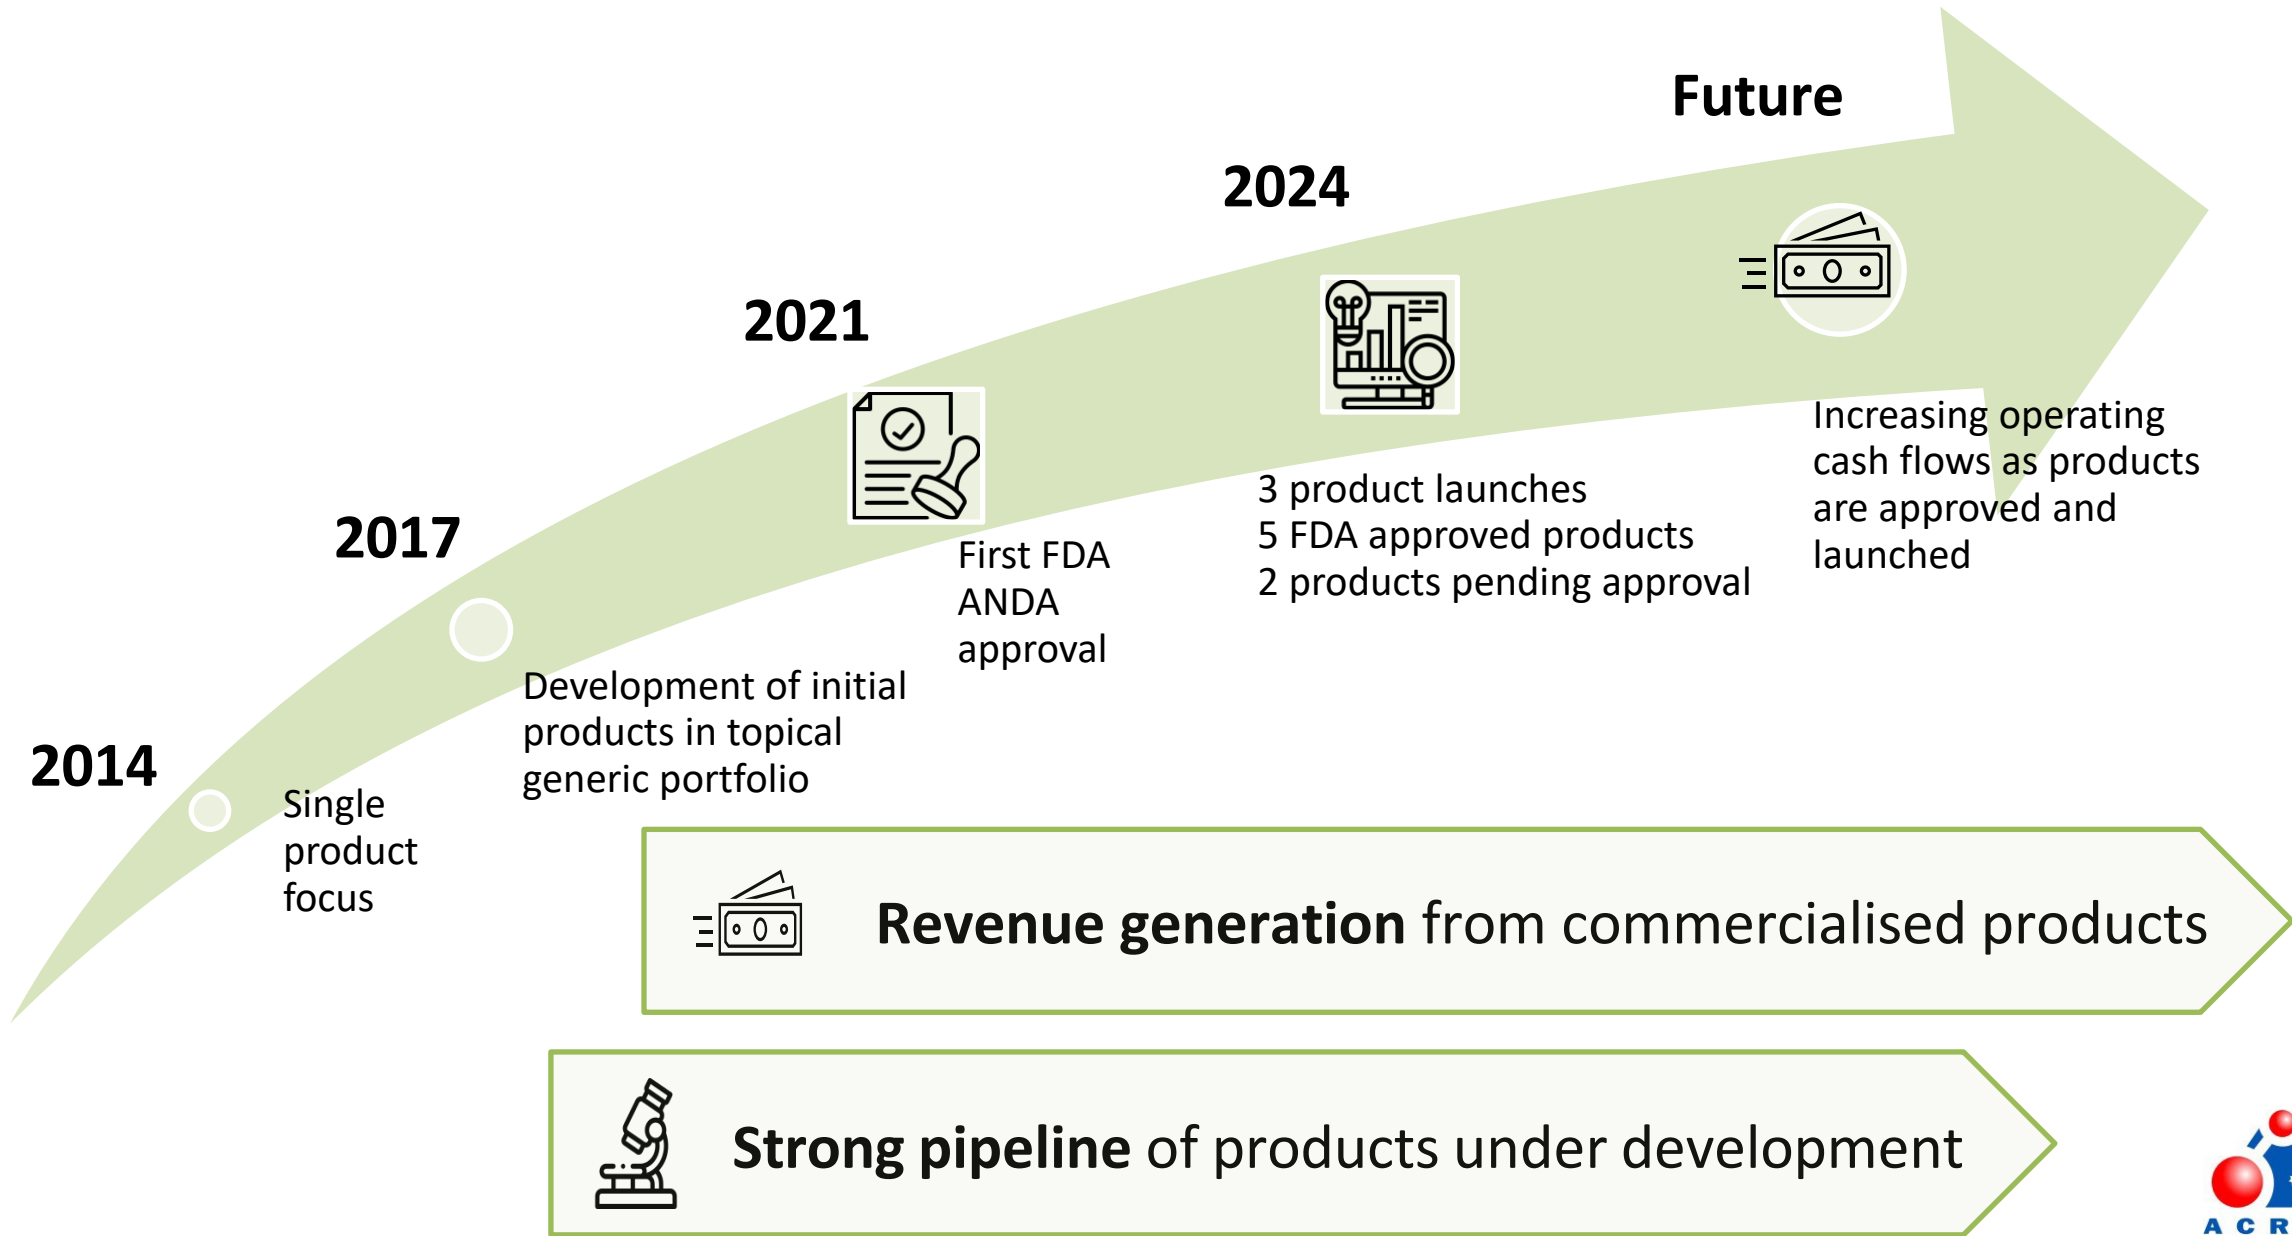 2014
Single
product
focus
2017
Development of initial
products in topical
generic portfolio
2021
First FDA
ANDA
approval
2024
3 product launches
5 FDA approved products
2 products pending approval
Future
Increasing operating
cash flows as products
are approved and
launched
Revenue generation from commercialised products
Strong pipeline of products under development
A C R